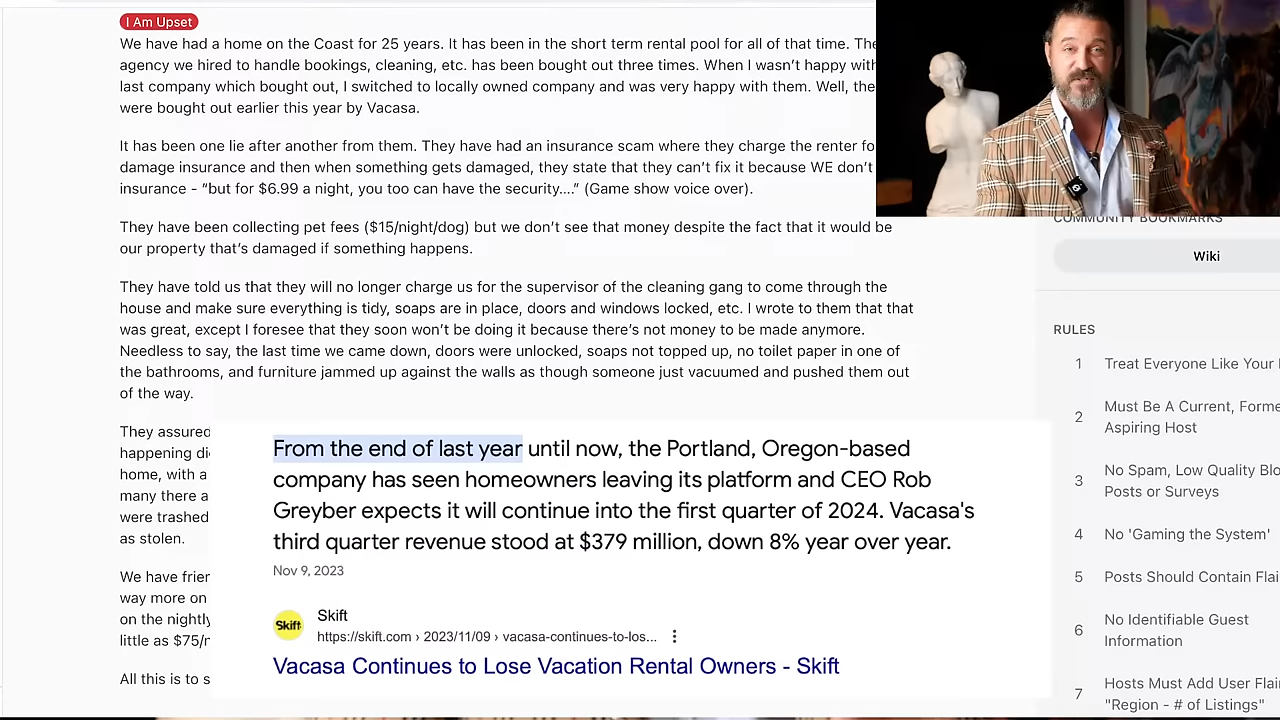 I Am Upset
We have had a home on the Coast for 25 years. It has been in the short term rental pool for all of that time. The
agency we hired to handle bookings, cleaning, etc. has been bought out three times. When I wasn't happy with
last company which bought out, I switched to locally owned company and was very happy with them. Well, the
were bought out earlier this year by Vacasa.
It has been one lie after another from them. They have had an insurance scam where they charge the renter fo
damage insurance and then when something gets damaged, they state that they can't fix it because WE don't
insurance - “but for $6.99 a night, you too can have the security....” (Game show voice over).
They have been collecting pet fees ($15/night/dog) but we don't see that money despite the fact that it would be
our property that's damaged if something happens.
They have told us that they will no longer charge us for the supervisor of the cleaning gang to come through the
house and make sure everything is tidy, soaps are in place, doors and windows locked, etc. I wrote to them that that
was great, except I foresee that they soon won't be doing it because there's not money to be made anymore.
Needless to say, the last time we came down, doors were unlocked, soaps not topped up, no toilet paper in one of
the bathrooms, and furniture jammed up against the walls as though someone just vacuumed and pushed them out
of the way.
They assured
happening di
home, with a
many there a
were trashed
as stolen.
We have frien
way more on
on the nightly
little as $75/n
All this is to s
From the end of last year until now, the Portland, Oregon-based
company has seen homeowners leaving its platform and CEO Rob
Greyber expects it will continue into the first quarter of 2024. Vacasa's
third quarter revenue stood at $379 million, down 8% year over year.
Nov 9, 2023
Skift
Skift
https://skift.com › 2023/11/09 › vacasa-continues-to-los...
Vacasa Continues to Lose Vacation Rental Owners - Skift
COMMUNITY BOOKMARKS
Wiki
RULES
1 Treat Everyone Like Your
2 Must Be A Current, Forme
Aspiring Host
3 No Spam, Low Quality Blo
Posts or Surveys
4 No 'Gaming the System'
5 Posts Should Contain Flai
6 No Identifiable Guest
Information
7 Hosts Must Add User Flai
"Region - # of Listings"